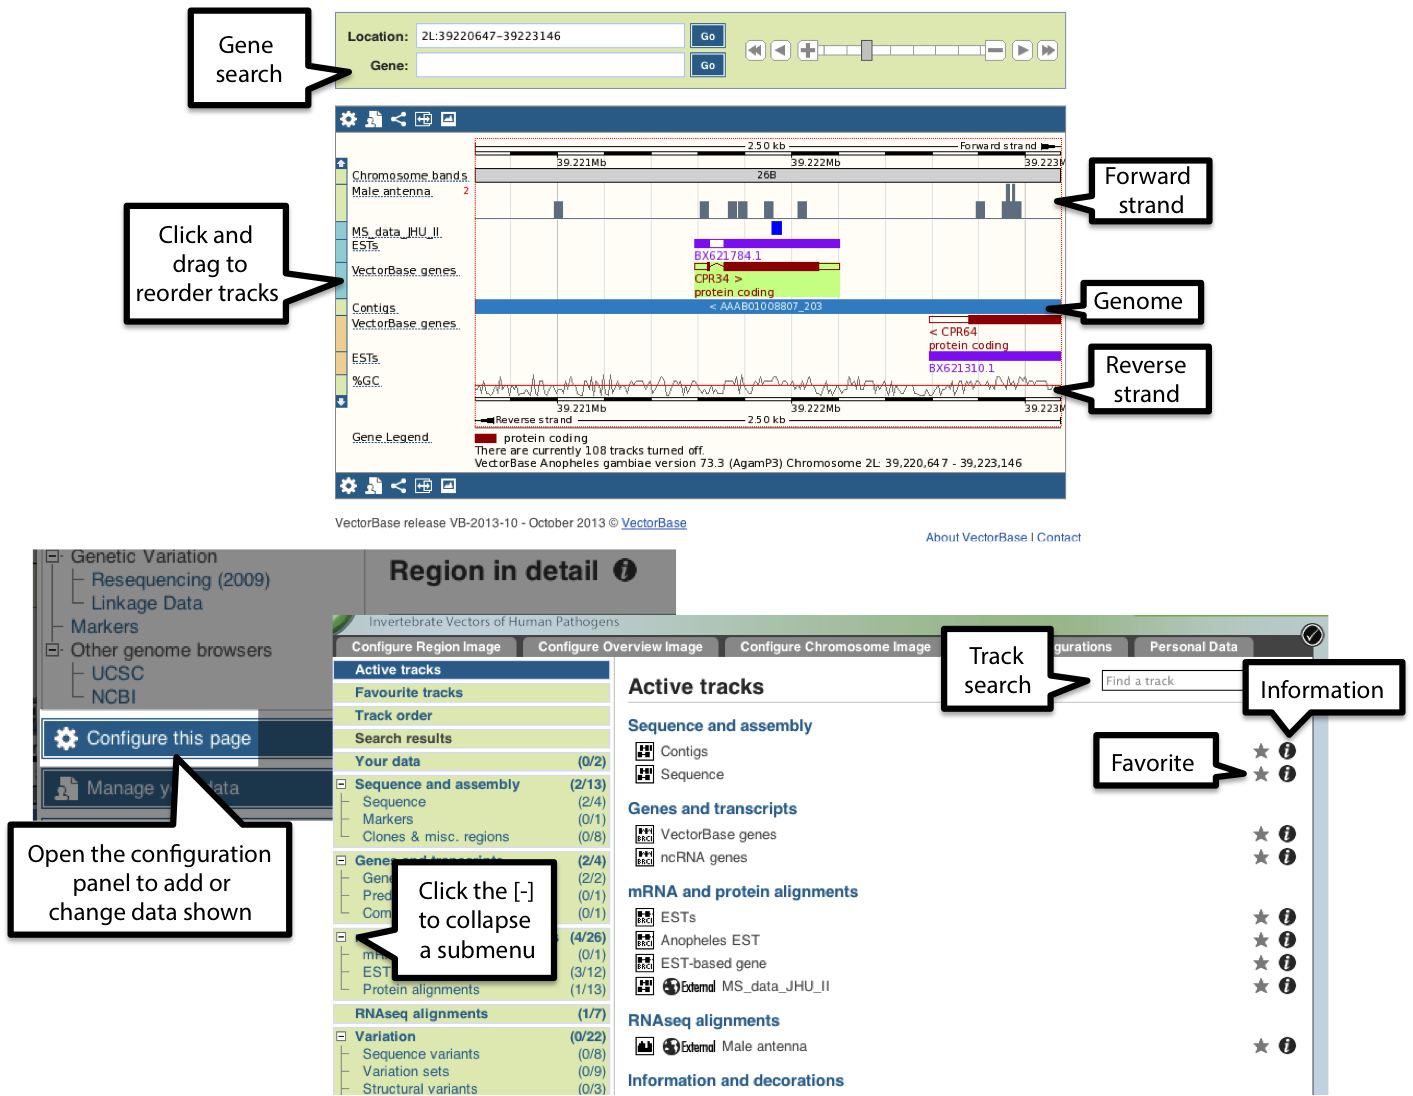 Gene
search
Location: 2L:39220647-39223146 Go
Gene: Go
2.50 kb Forward strand
39.221Mb 39.222Mb 39.223M
Chromosome bands 26B
Male antenna 2
MS_data_JHU_II
ESTs
BX621784.1
VectorBase genes
CPR34 >
protein coding
Contigs < AAAB01008807_203
VectorBase genes
< CPR64
protein coding
ESTs
BX621310.1
%GC
39.221Mb 39.222Mb 39.223M
Reverse strand 2.50 kb
Gene Legend protein coding
There are currently 108 tracks turned off.
VectorBase Anopheles gambiae version 73.3 (AgamP3) Chromosome 2L: 39,220,647 - 39,223,146
Click and
drag to
reorder tracks
Forward
strand
Genome
Reverse
strand
VectorBase release VB-2013-10 - October 2013 © VectorBase
About VectorBase | Contact
Genetic Variation
Resequencing (2009)
Linkage Data
Markers
Other genome browsers
UCSC
NCBI
Configure this page
Manage y data
Region in detail
Open the configuration
panel to add or
change data shown
Invertebrate Vectors of Human Pathogens
Configure Region Image Configure Overview Image Configure Chromosome Image gurations Personal Data
Track
search
Find a track
Information
Favorite
Active tracks
Favourite tracks
Track order
Search results
Your data (0/2)
Sequence and assembly (2/13)
Sequence (2/4)
Markers (0/1)
Clones & misc. regions (0/8)
Genes and transcripts (2/4)
Gene (2/2)
Pred (0/1)
Com (0/1)
s (4/26)
mR (0/1)
EST (3/12)
Protein alignments (1/13)
RNAseq alignments (1/7)
Variation (0/22)
Sequence variants (0/8)
Variation sets (0/9)
Structural variants (0/3)
Click the [-]
to collapse
a submenu
Active tracks
Sequence and assembly
Contigs
Sequence
Genes and transcripts
BRC VectorBase genes
BRC ncRNA genes
mRNA and protein alignments
BRC ESTs
BRC Anopheles EST
BRC EST-based gene
External MS_data_JHU_II
RNAseq alignments
External Male antenna
Information and decorations